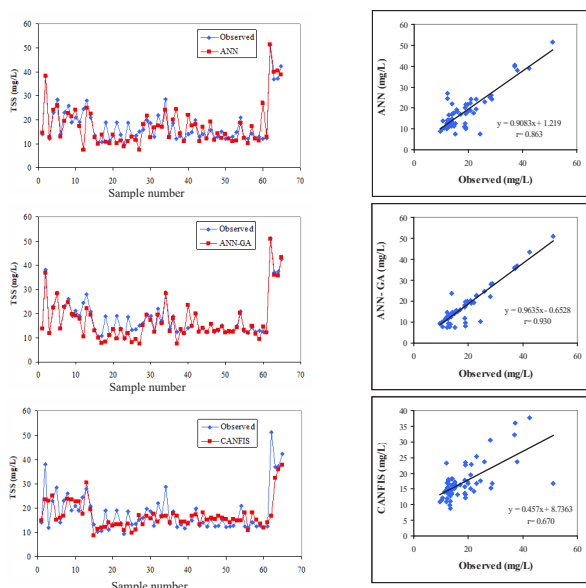 TSS (mg/L)
60
50
40
30
20
10
0
Observed
ANN
0 10 20 30 40 50 60 70
Sample number
ANN (mg/L)
60
50
40
30
20
10
0
y = 0.9083x + 1.219
r= 0.863
0 20 40 60
Observed (mg/L)
TSS (mg/L)
60
50
40
30
20
10
0
Observed
ANN-GA
0 10 20 30 40 50 60 70
Sample number
ANN- GA (mg/L)
60
50
40
30
20
10
0
y = 0.9635x - 0.6528
r= 0.930
0 20 40 60
Observed (mg/L)
TSS (mg/L)
60
50
40
30
20
10
0
Observed
CANFIS
0 10 20 30 40 50 60 70
Sample number
CANFIS (mg/L)
40
35
30
25
20
15
10
5
0
y = 0.457x + 8.7363
r= 0.670
0 20 40 60
Observed (mg/L)